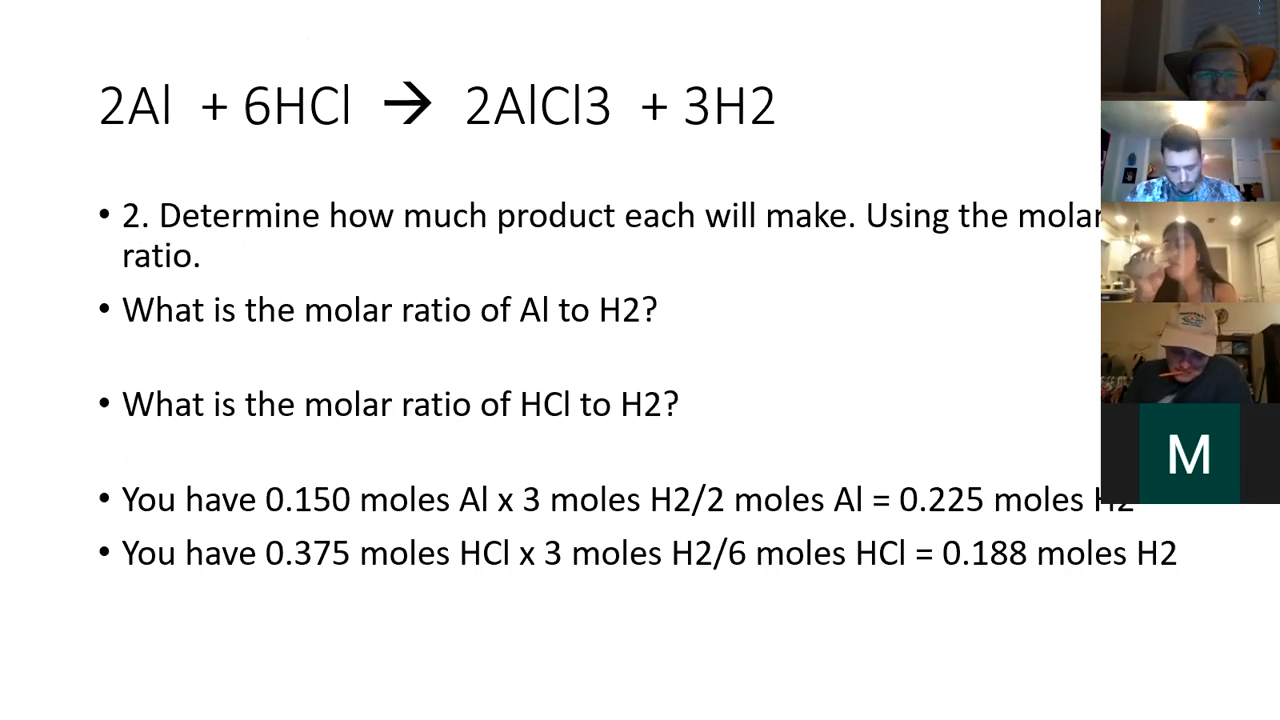 2Al + 6HCl → 2AlCl3 + 3H2
• 2. Determine how much product each will make. Using the molar
ratio.
• What is the molar ratio of Al to H2?
• What is the molar ratio of HCl to H2?
• You have 0.150 moles Al x 3 moles H2/2 moles Al = 0.225 moles H2
• You have 0.375 moles HCl x 3 moles H2/6 moles HCl = 0.188 moles H2
M